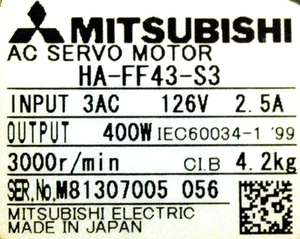 MITSUBISHI
AC SERVO MOTOR
HA-FF43-S3
INPUT 3AC 126V 2.5A
OUTPUT 400W IEC60034-1 '99
3000r/min CI.B 4.2kg
SER.No.M81307005 056
MITSUBISHI ELECTRIC
MADE IN JAPAN